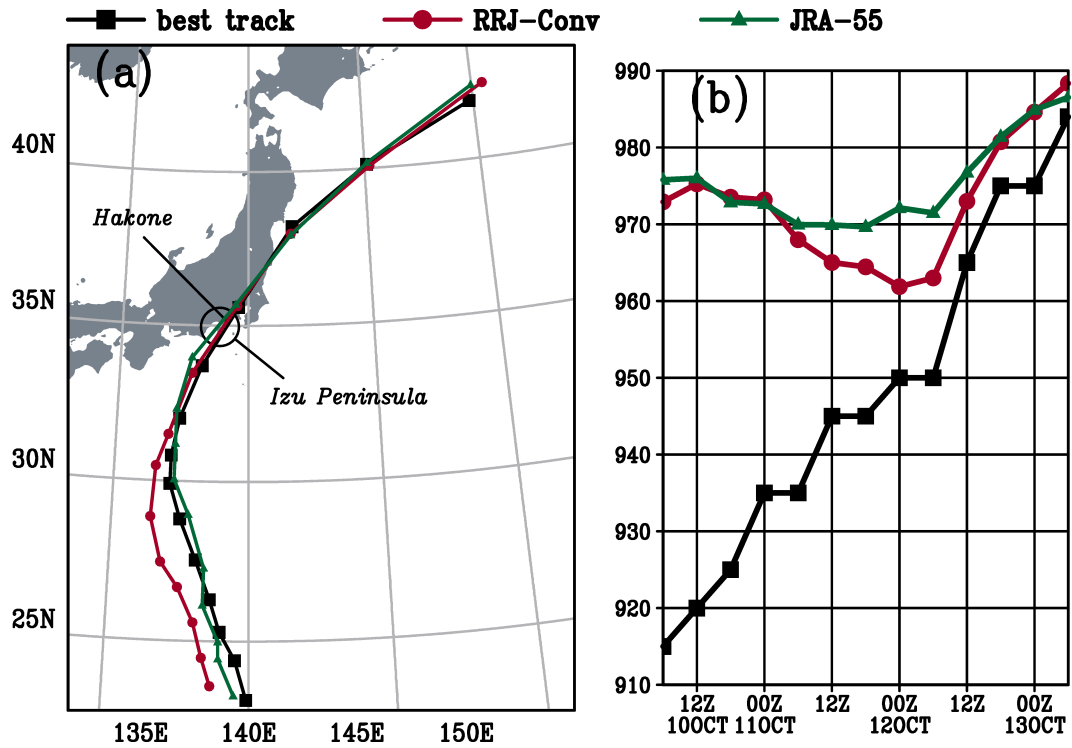 best track RRJ-Conv JRA-55
(a)
40N
35N
30N
25N
Hakone
Izu Peninsula
135E 140E 145E 150E
(b)
990
980
970
960
950
940
930
920
910
12Z 00Z 12Z 00Z 12Z 00Z
10OCT 11OCT 12OCT 13OCT